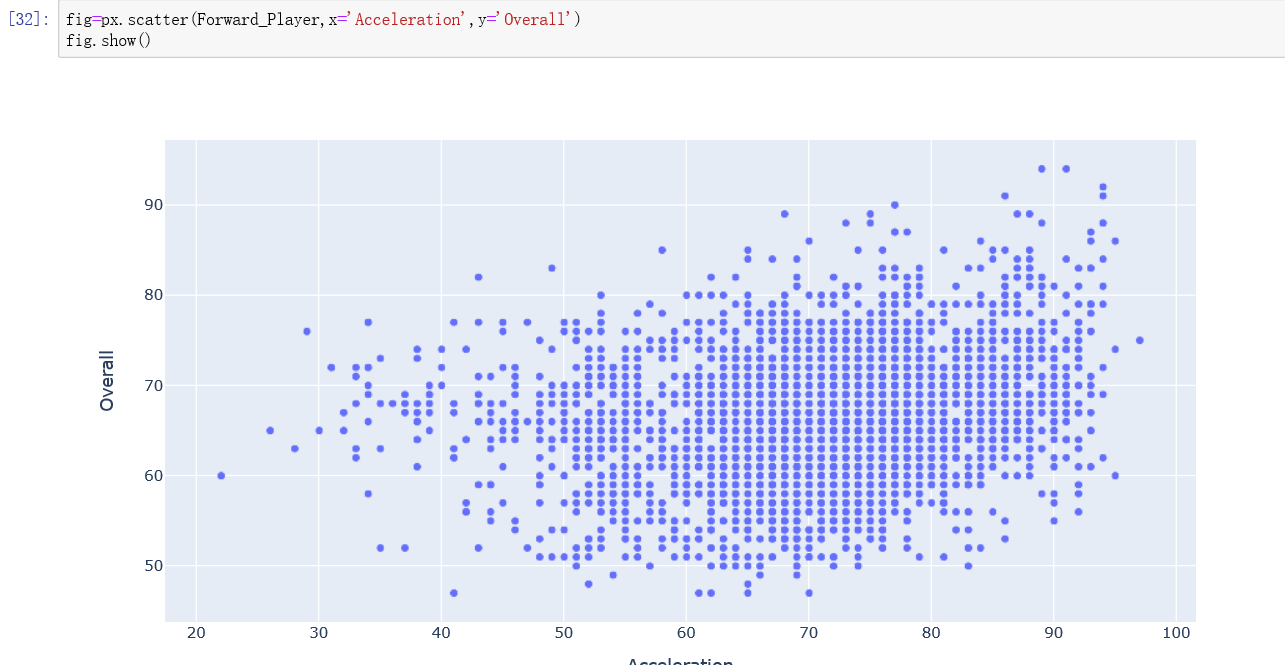 [32]: fig=px.scatter(Forward_Player,x='Acceleration',y='Overall')
fig.show()
90
80
70
60
50
Overall
20 30 40 50 60 70 80 90 100
Acceleration